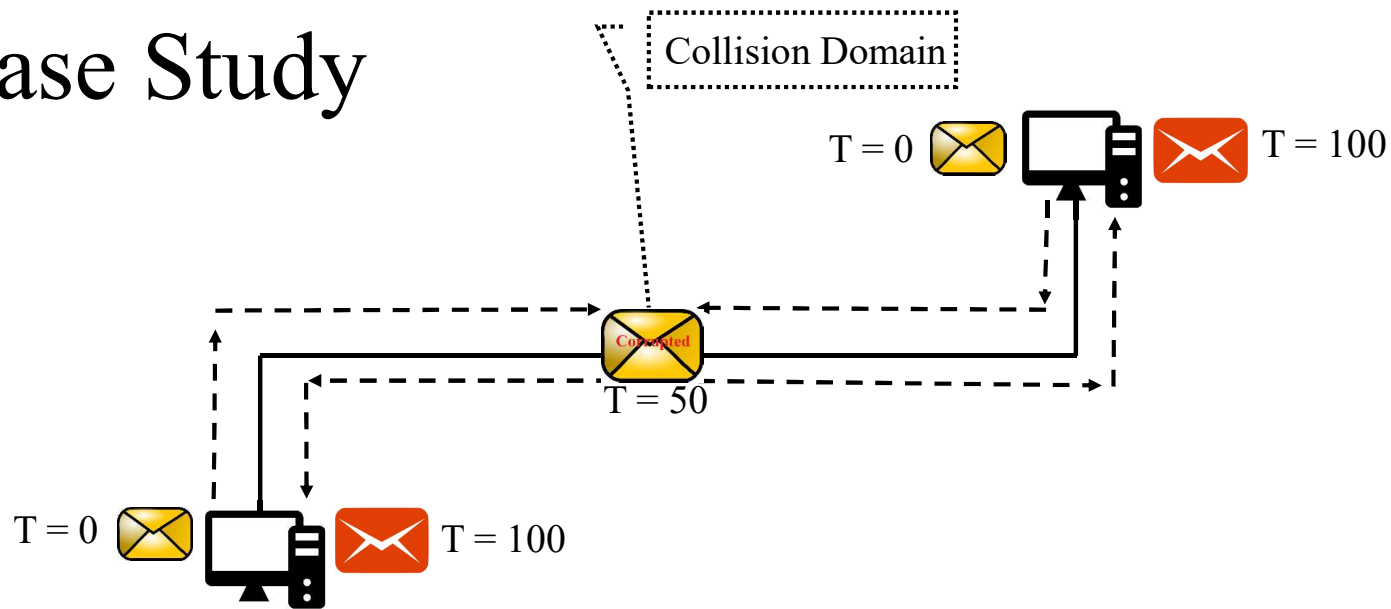 ase Study
Collision Domain
T = 0
T = 100
Corrupted
T = 50
T = 0
T = 100